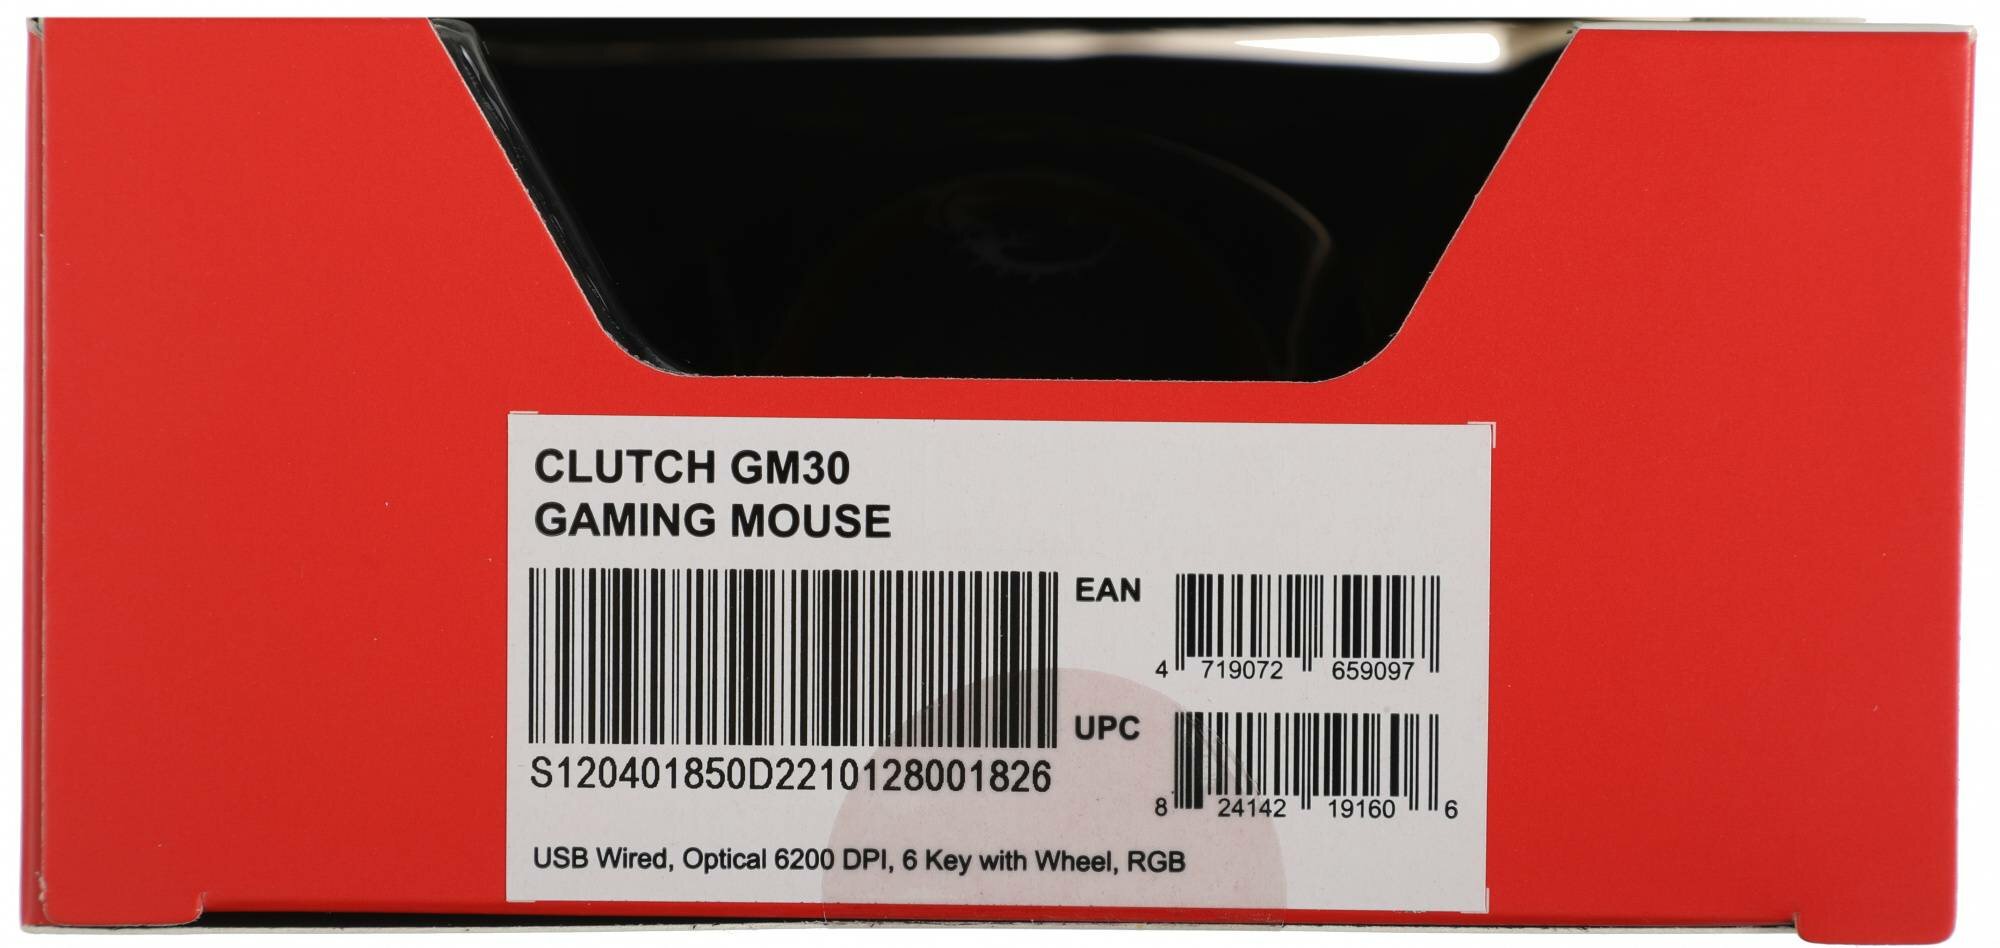 CLUTCH GM30
GAMING MOUSE
EAN
4 719072 659097
UPC
8 24142 19160 6
S120401850D2210128001826
USB Wired, Optical 6200 DPI, 6 Key with Wheel, RGB